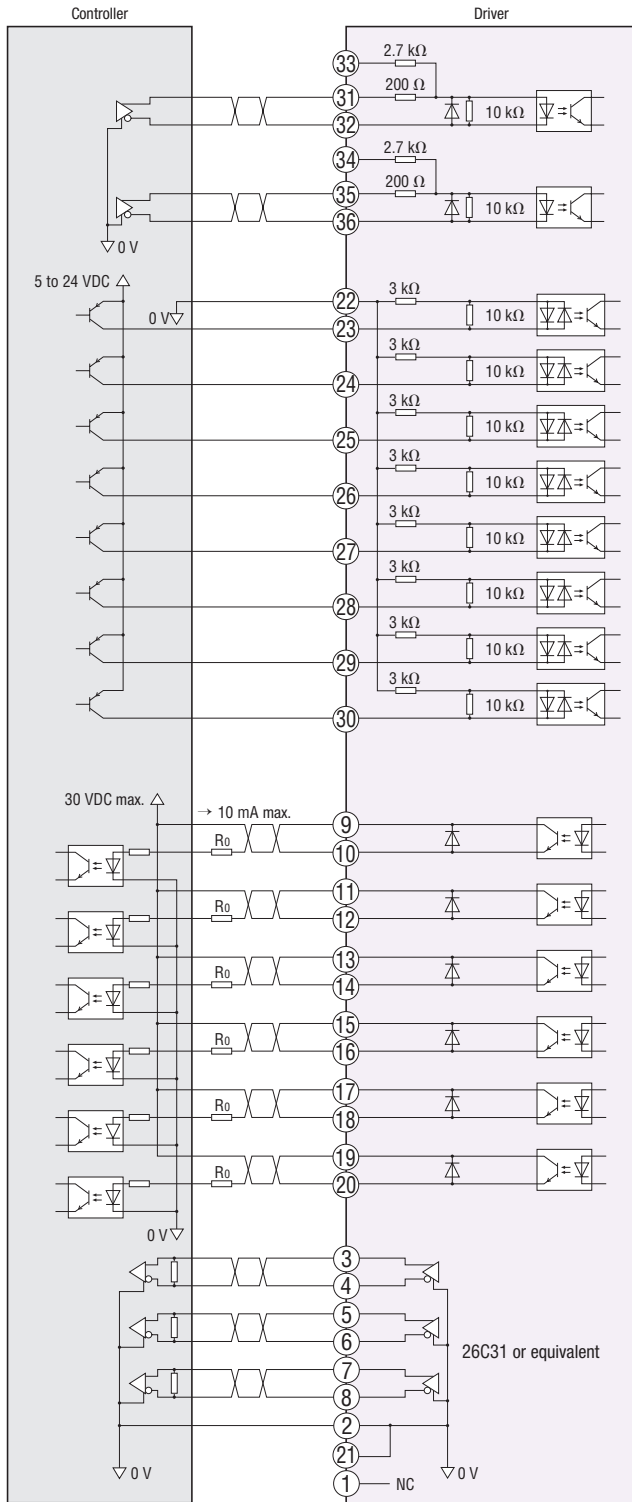 Controller Driver
33 2.7 kΩ
31 200 Ω
32 10 kΩ
34 2.7 kΩ
35 200 Ω
36 10 kΩ
0 V
5 to 24 VDC
0 V 22 3 kΩ
23 10 kΩ
3 kΩ
24 10 kΩ
3 kΩ
25 10 kΩ
3 kΩ
26 10 kΩ
3 kΩ
27 10 kΩ
3 kΩ
28 10 kΩ
3 kΩ
29 10 kΩ
3 kΩ
30 10 kΩ
30 VDC max.
→ 10 mA max.
9
R0 10
11
R0 12
13
R0 14
15
R0 16
17
R0 18
19
R0 20
0 V
3
4
5
6 26C31 or equivalent
7
8
2
21
0 V 0 V
1 NC